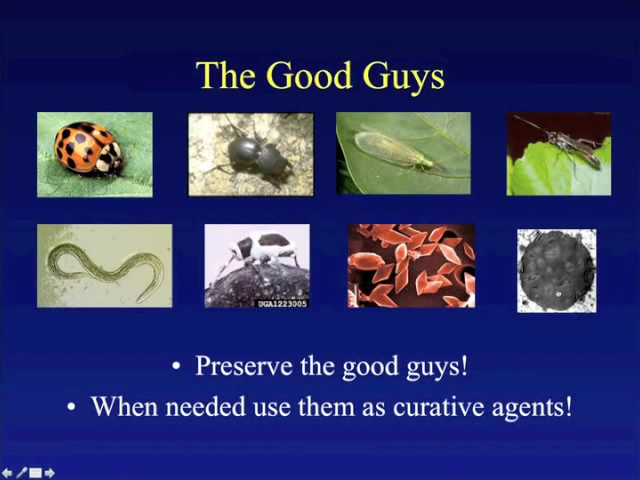 The Good Guys
UGA1223005
• Preserve the good guys!
• When needed use them as curative agents!